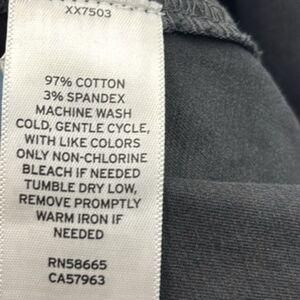 XX7503
97% COTTON
3% SPANDEX
MACHINE WASH
COLD, GENTLE CYCLE,
WITH LIKE COLORS
ONLY NON-CHLORINE
BLEACH IF NEEDED
TUMBLE DRY LOW,
REMOVE PROMPTLY
WARM IRON IF
NEEDED
RN58665
CA57963